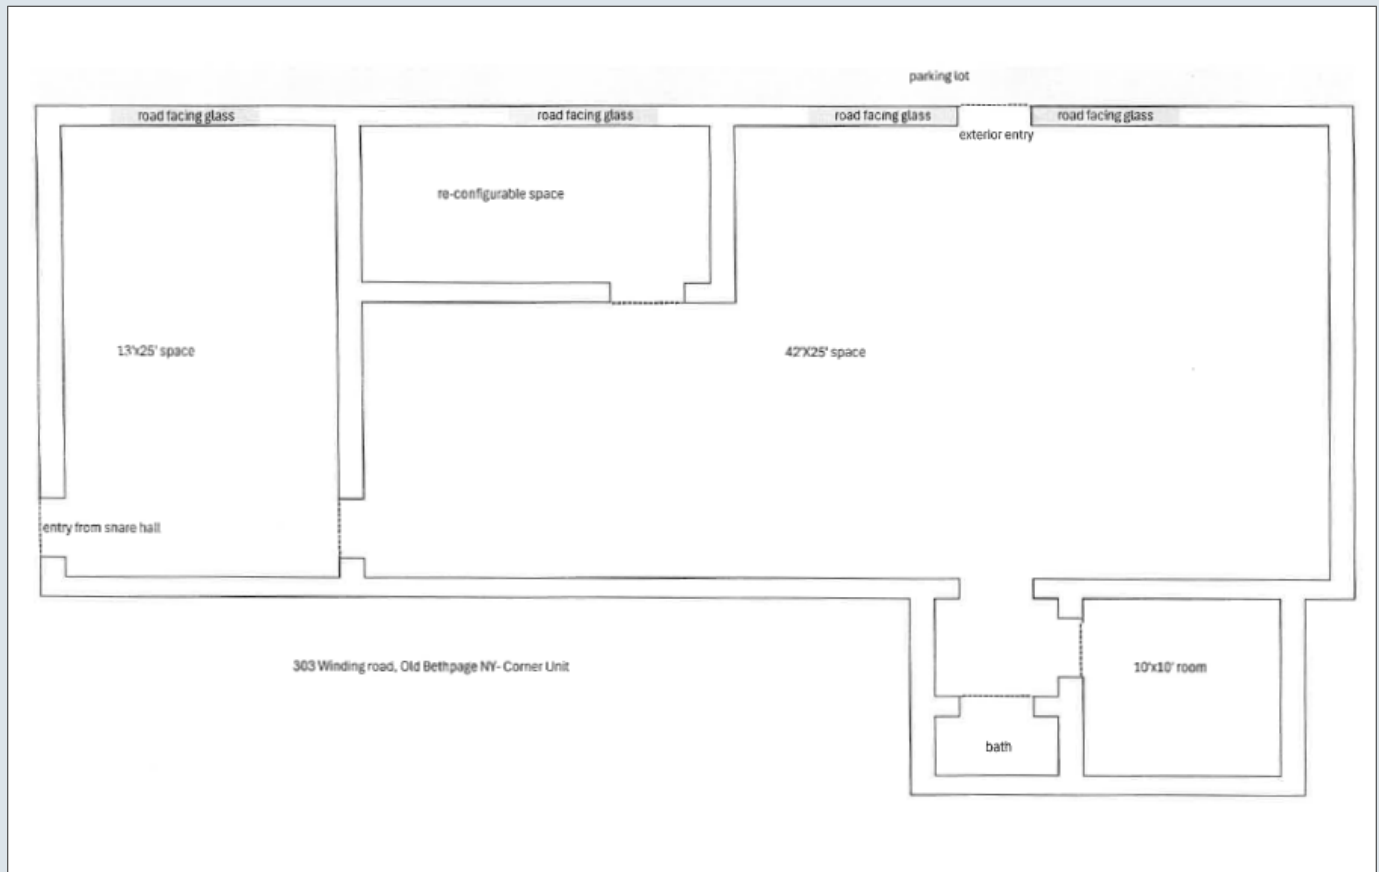 parking lot
road facing glass
road facing glass
road facing glass
road facing glass
exterior entry
re-configurable space
13'x25' space
42'X25' space
entry from snare hall
303 Winding road, Old Bethpage NY- Corner Unit
10'x10' room
bath